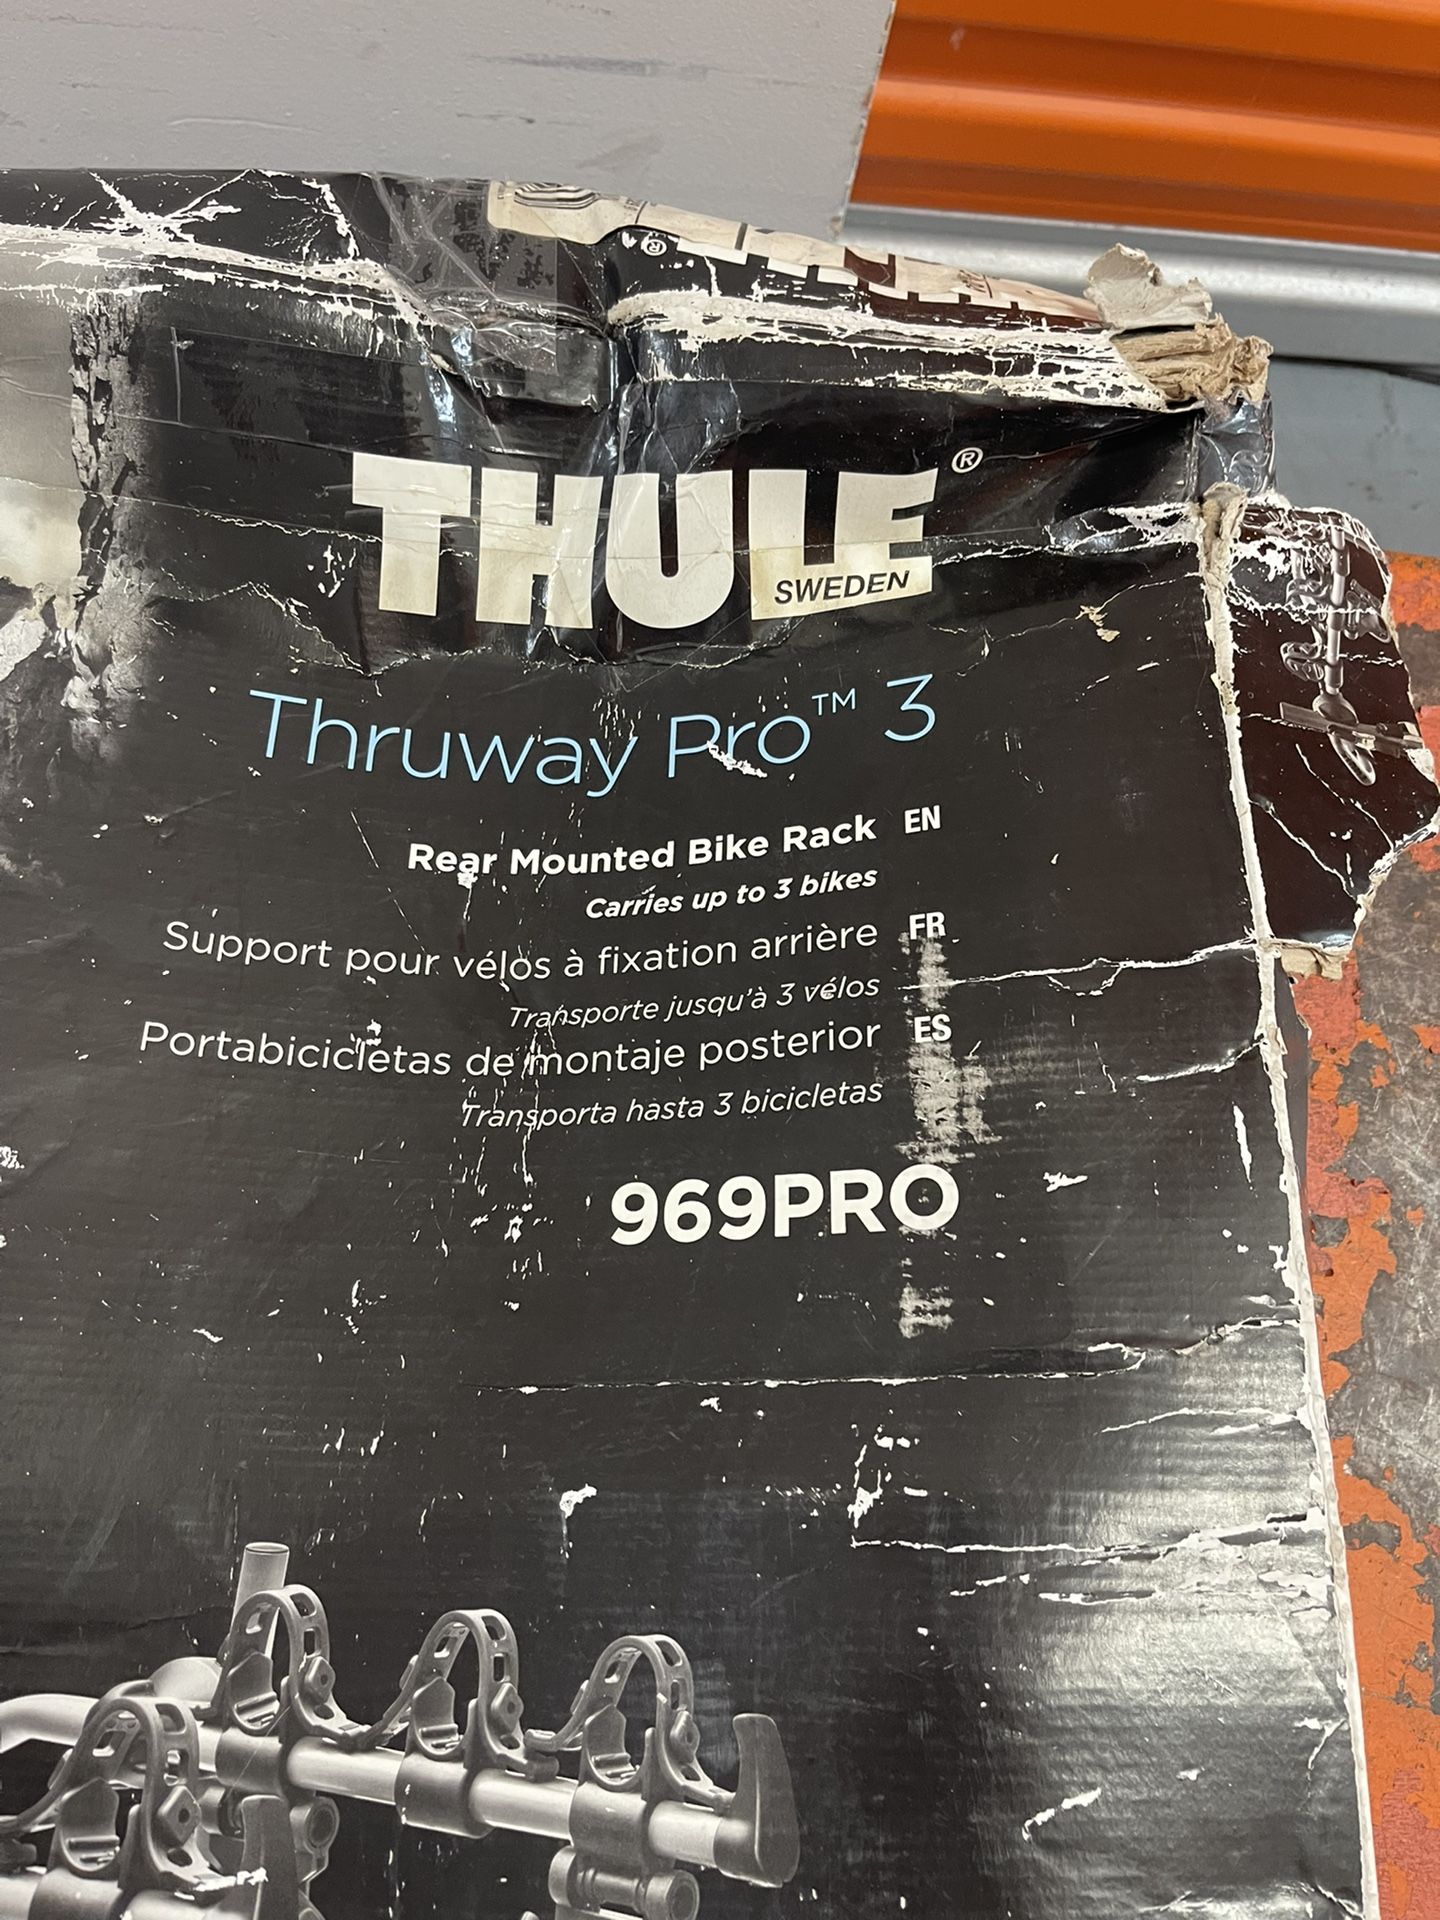 THULE®
SWEDEN
Thruway Pro™ 3
Rear Mounted Bike Rack EN
Carries up to 3 bikes
Support pour vélos à fixation arrière FR
Transporte jusqu'à 3 vélos
Portabicicletas de montaje posterior ES
Transporta hasta 3 bicicletas
969PRO